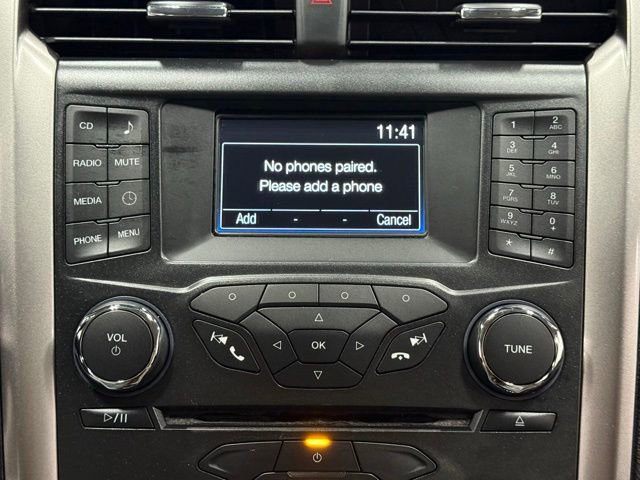 11:41
No phones paired.
Please add a phone
Add - - Cancel
CD
RADIO MUTE
MEDIA
PHONE MENU
1 2 ABC
3 DEF 4 GHI
5 JKL 6 MNO
7 PQRS 8 TUV
9 WXYZ 0 +
* #
VOL
OK
TUNE